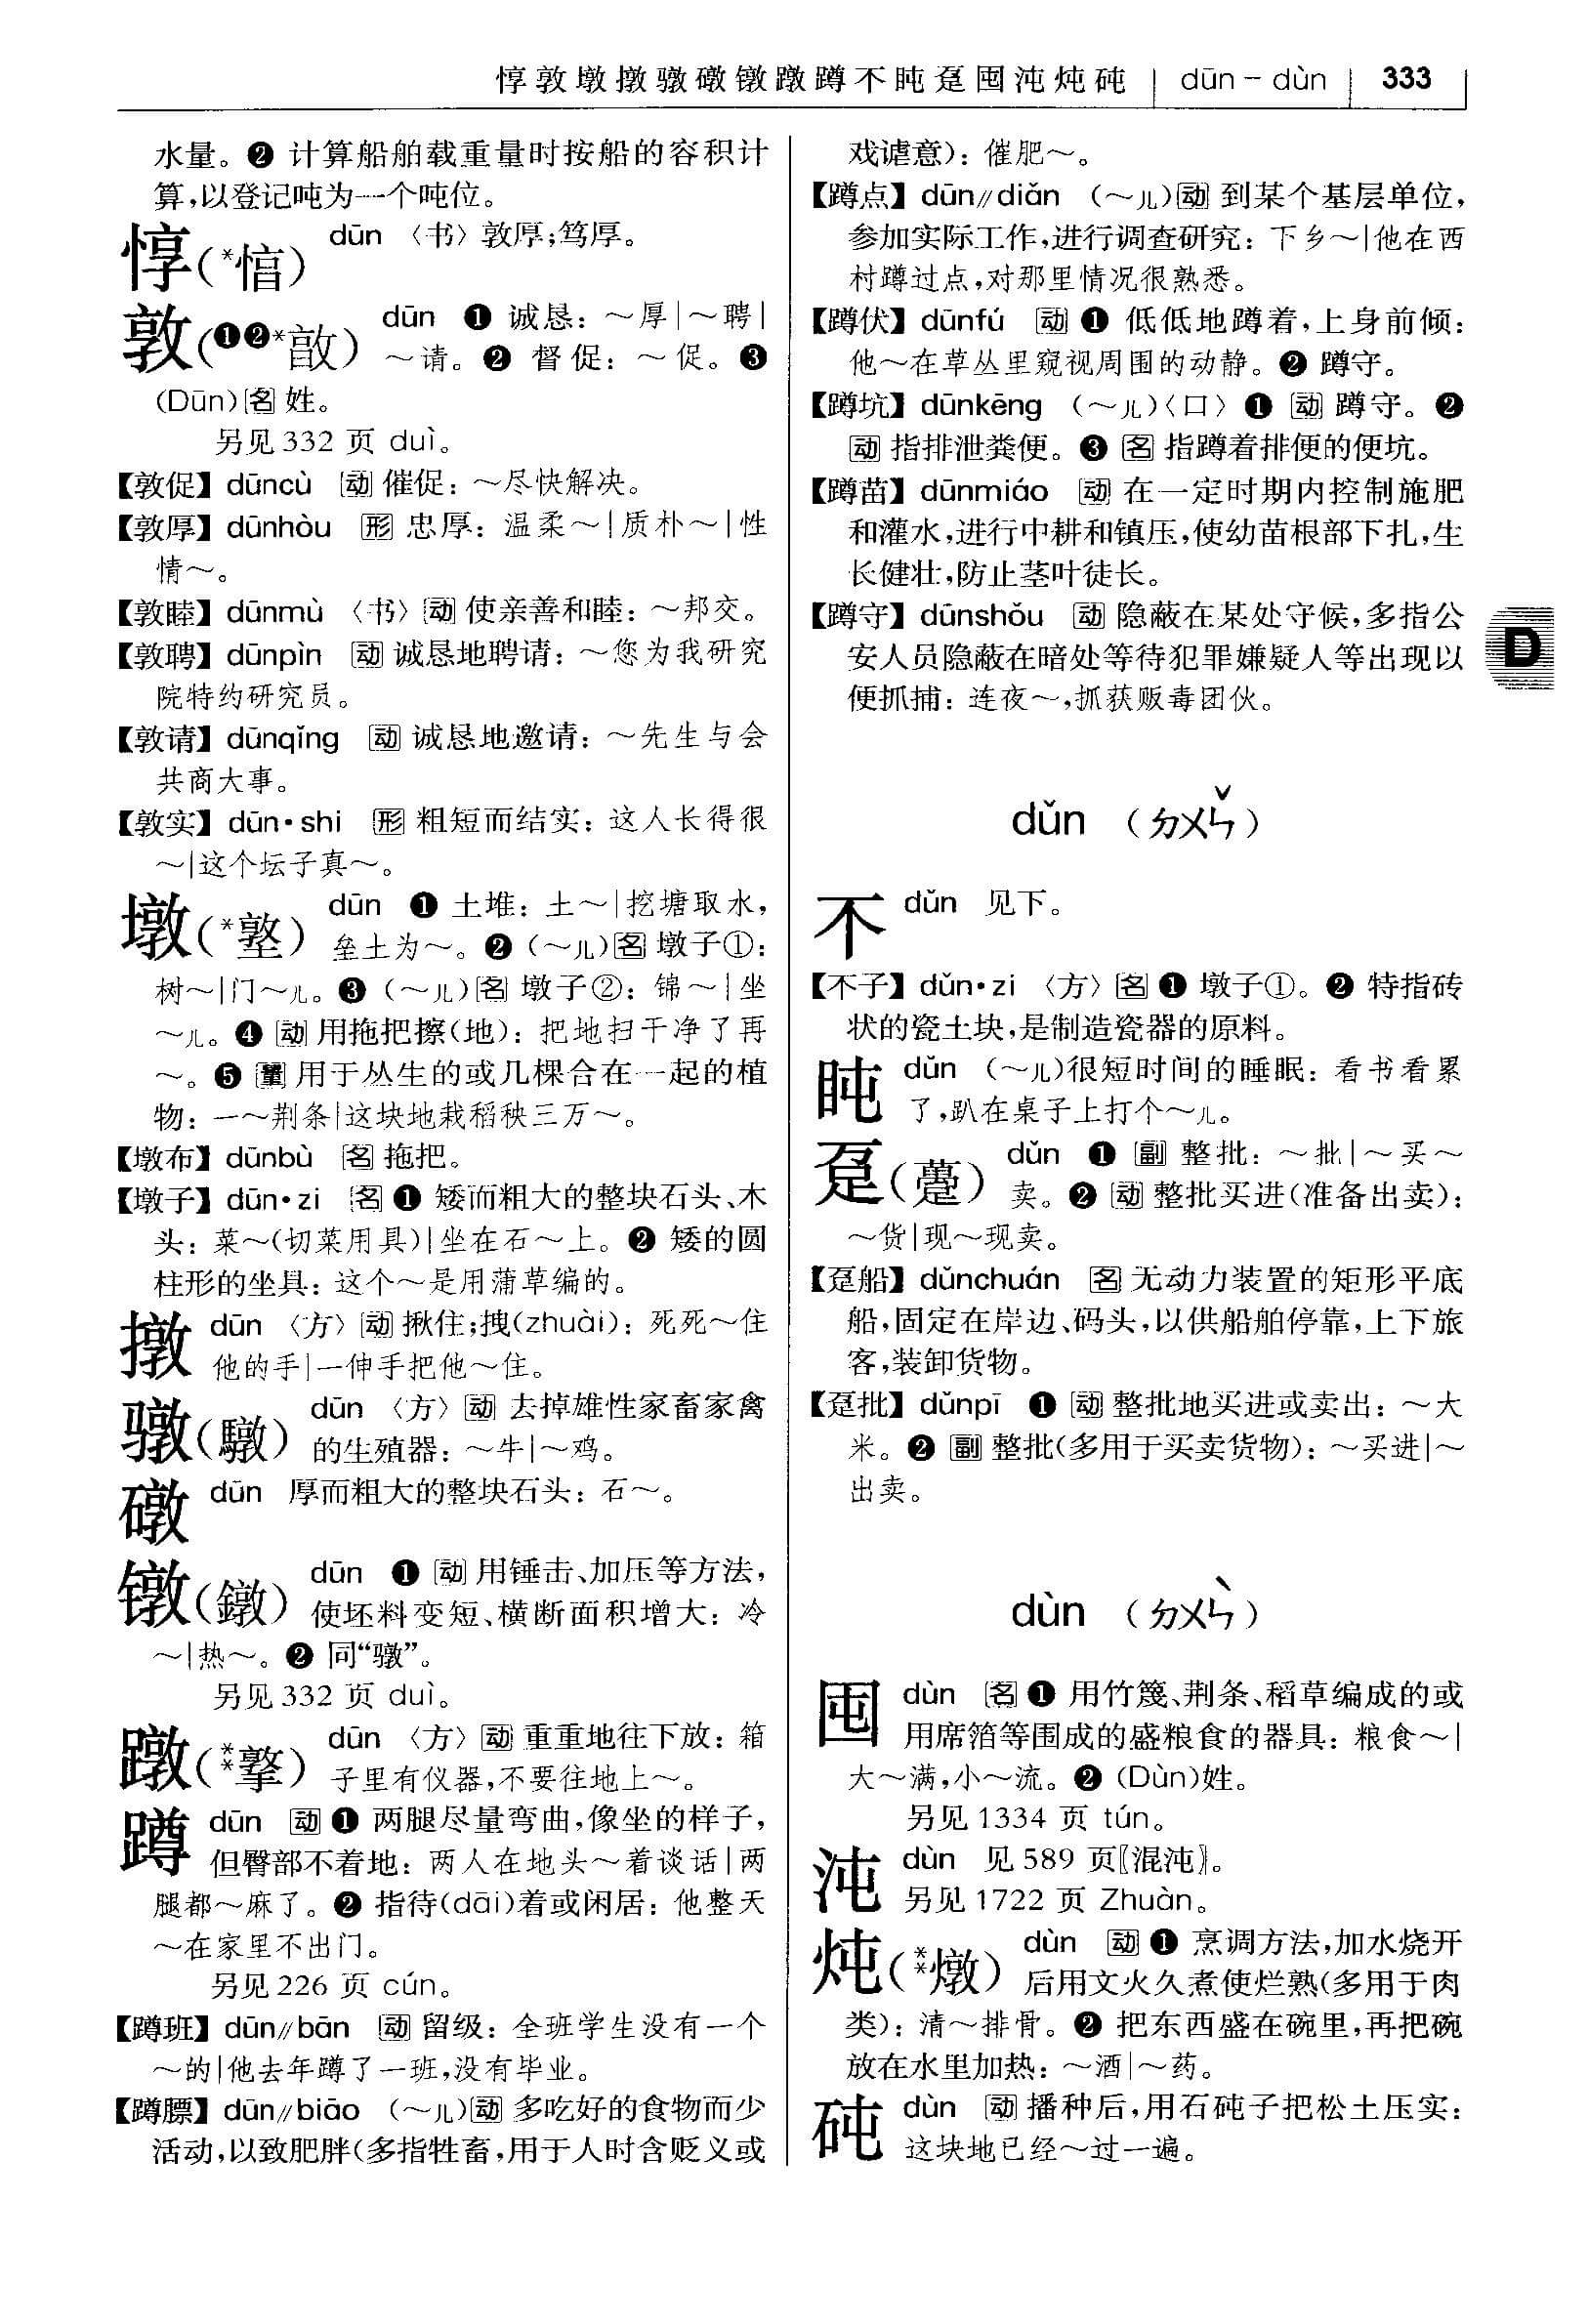 惇敦墩撴驐礅镦蹾蹲不盹趸囤沌炖砘 dūn－dùn 333
水量。❷ 计算船舶载重量时按船的容积计
算，以登记吨为一个吨位。
惇(*惛) dūn 〈书〉敦厚；笃厚。
敦(❶❷*敨) dūn ❶ 诚恳：～厚|～聘|
～请。❷ 督促：～促。❸
(Dūn)[名]姓。
另见332 页 duì。
【敦促】dūncù [动]催促：～尽快解决。
【敦厚】dūnhòu [形]忠厚：温柔～|质朴～|性
情～。
【敦睦】dūnmù 〈书〉[动]使亲善和睦：～邦交。
【敦聘】dūnpìn [动]诚恳地聘请：～您为我研究
院特约研究员。
【敦请】dūnqǐng [动]诚恳地邀请：～先生与会
共商大事。
【敦实】dūn·shi [形]粗短而结实：这人长得很
～|这个坛子真～。
墩(*墪) dūn ❶ 土堆：土～|挖塘取水，
垒土为～。❷（～儿）[名]墩子①：
树～|门～儿。❸（～儿）[名]墩子②：锦～|坐
～儿。❹[动]用拖把擦（地）：把地扫干净了再
～。❺[量]用于丛生的或几棵合在一起的植
物：一～荆条|这块地栽稻秧三万～。
【墩布】dūnbù [名]拖把。
【墩子】dūn·zi [名]❶ 矮而粗大的整块石头、木
头：菜～（切菜用具）|坐在石～上。❷ 矮的圆
柱形的坐具：这个～是用蒲草编的。
撴 dūn 〈方〉[动]揪住；拽(zhuài)：死死～住
他的手|一伸手把他～住。
驐(驐) dūn 〈方〉[动]去掉雄性家畜家禽
的生殖器：～牛|～鸡。
礅 dūn 厚而粗大的整块石头：石～。
镦(鐓) dūn ❶[动]用锤击、加压等方法，
使坯料变短、横断面积增大：冷
～|热～。❷ 同“驐”。
另见332 页 duì。
蹾(**撉) dūn 〈方〉[动]重重地往下放：箱
子里有仪器，不要往地上～。
蹲 dūn [动]❶ 两腿尽量弯曲，像坐的样子，
但臀部不着地：两人在地头～着谈话|两
腿都～麻了。❷ 指待(dāi)着或闲居：他整天
～在家里不出门。
另见226 页 cún。
【蹲班】dūn∥bān [动]留级：全班学生没有一个
～的|他去年蹲了一班，没有毕业。
【蹲膘】dūn∥biāo（～儿）[动]多吃好的食物而少
活动，以致肥胖（多指牲畜，用于人时含贬义或
戏谑意）：催肥～。
【蹲点】dūn∥diǎn（～儿）[动]到某个基层单位，
参加实际工作，进行调查研究：下乡～|他在西
村蹲过点，对那里情况很熟悉。
【蹲伏】dūnfú [动]❶ 低低地蹲着，上身前倾：
他～在草丛里窥视周围的动静。❷ 蹲守。
【蹲坑】dūnkēng（～儿）〈口〉❶[动]蹲守。❷
[动]指排泄粪便。❸[名]指蹲着排便的便坑。
【蹲苗】dūnmiáo [动]在一定时期内控制施肥
和灌水，进行中耕和镇压，使幼苗根部下扎，生
长健壮，防止茎叶徒长。
【蹲守】dūnshǒu [动]隐蔽在某处守候，多指公
安人员隐蔽在暗处等待犯罪嫌疑人等出现以
便抓捕：连夜～，抓获贩毒团伙。
D
dǔn （ㄉㄨㄣˇ）
不 dǔn 见下。
【不子】dǔn·zi 〈方〉[名]❶ 墩子①。❷ 特指砖
状的瓷土块，是制造瓷器的原料。
盹 dǔn （～儿）很短时间的睡眠：看书看累
了，趴在桌子上打个～儿。
趸(躉) dǔn ❶[副]整批：～批|～买～
卖。❷[动]整批买进（准备出卖）：
～货|现～现卖。
【趸船】dǔnchuán [名]无动力装置的矩形平底
船，固定在岸边、码头，以供船舶停靠，上下旅
客，装卸货物。
【趸批】dǔnpī ❶[动]整批地买进或卖出：～大
米。❷[副]整批（多用于买卖货物）：～买进|～
出卖。
dùn （ㄉㄨㄣˋ）
囤 dùn [名]❶ 用竹篾、荆条、稻草编成的或
用席箔等围成的盛粮食的器具：粮食～|
大～满，小～流。❷ (Dùn)姓。
另见1334 页 tún。
沌 dùn 见589 页〖混沌〗。
另见1722 页 Zhuàn。
炖(**燉) dùn [动]❶ 烹调方法，加水烧开
后用文火久煮使烂熟（多用于肉
类）：清～排骨。❷ 把东西盛在碗里，再把碗
放在水里加热：～酒|～药。
砘 dùn [动]播种后，用石砘子把松土压实：
这块地已经～过一遍。